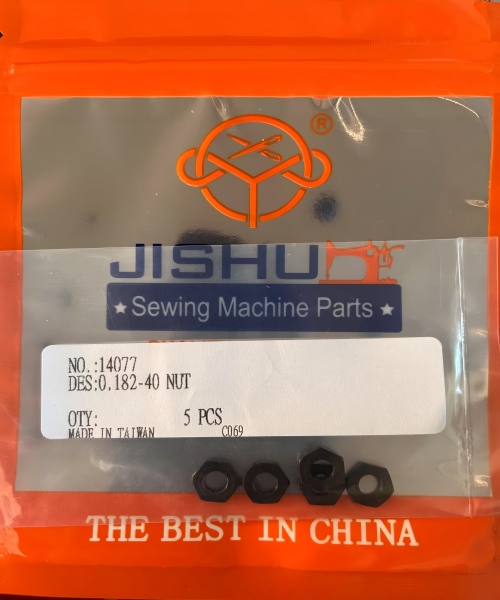 ®
JISHU
★ Sewing Machine Parts ★
NO.:14077
DES:0.182-40 NUT
QTY: 5 PCS
MADE IN TAIWAN C069
THE BEST IN CHINA